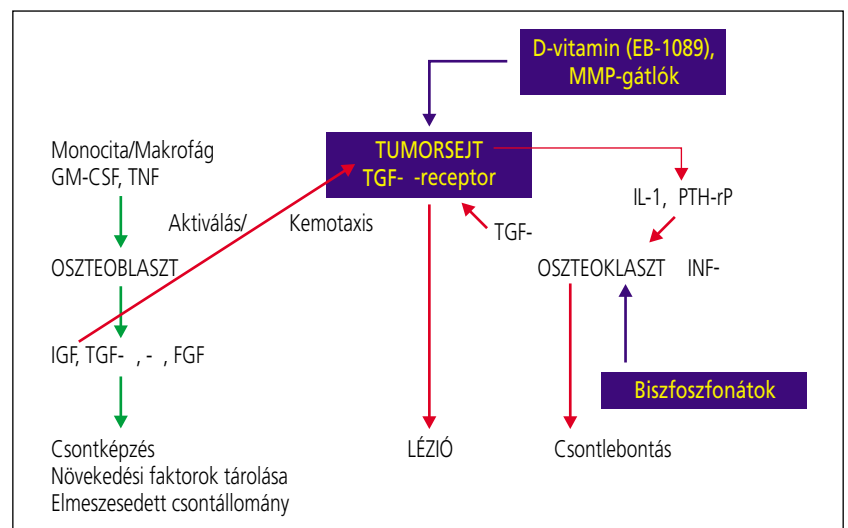 D-vitamin (EB-1089),
MMP-gátlók
Monocita/Makrofág
GM-CSF, TNF
TUMORSEJT
TGF- -receptor
IL-1, PTH-rP
Aktiválás/ Kemotaxis
TGF-
OSZTEOBLASZT
OSZTEOKLASZT INF-
IGF, TGF- , - , FGF
Biszfoszfonátok
Csontképzés
Növekedési faktorok tárolása
Elmeszesedett csontállomány
LÉZIÓ
Csontlebontás